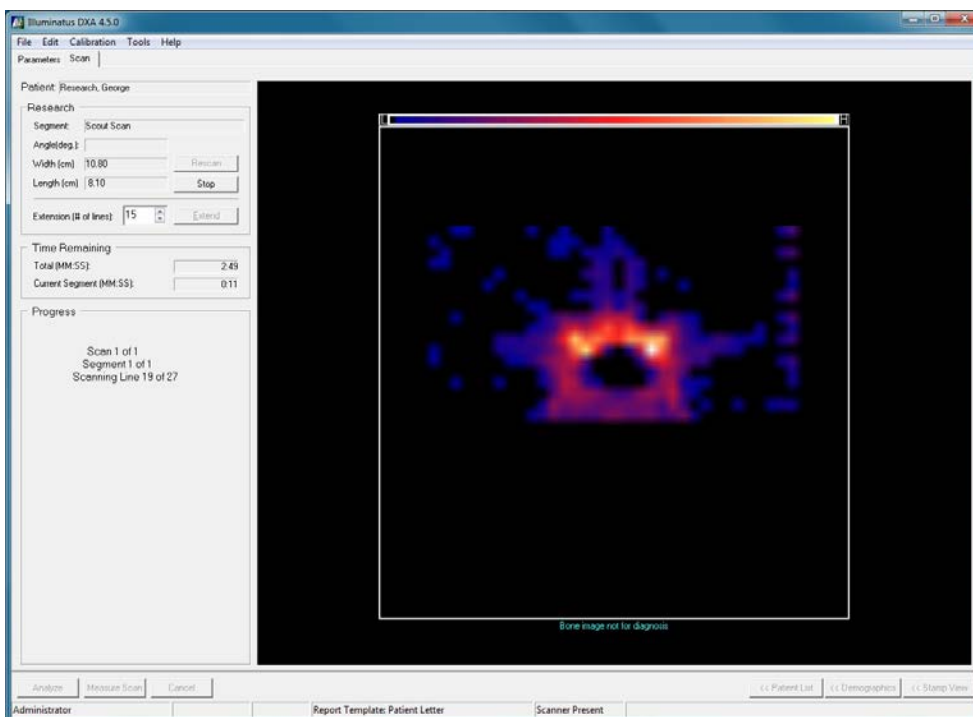 Illuminatus DXA 4.5.0
File Edit Calibration Tools Help
Parameters Scan
Patient: Research, George
Research
Segment: Scout Scan
Angle(deg.):
Width (cm) 10.80 Rescan
Length (cm) 8.10 Stop
Extension (# of lines): 15 Extend
Time Remaining
Total (MM:SS): 2:49
Current Segment (MM:SS): 0:11
Progress
Scan 1 of 1
Segment 1 of 1
Scanning Line 19 of 27
L H
Bone image not for diagnosis
Analyze Measure Scan Cancel << Patient List << Demographics << Stamp View
Administrator Report Template: Patient Letter Scanner Present